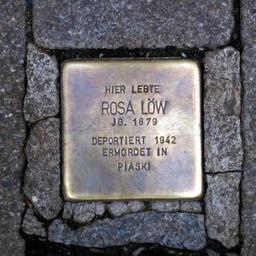 HIER LEBTE
ROSA LÖW
JG. 1879
DEPORTIERT 1942
ERMORDET IN
PIASKI